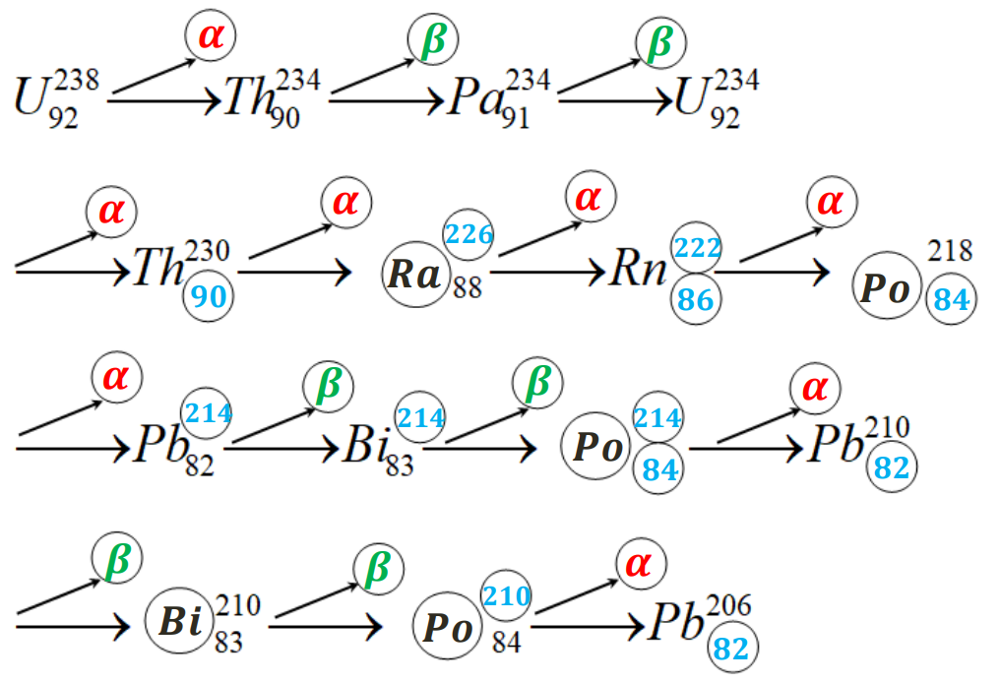 α β β
U 238 92 → Th 234 90 → Pa 234 91 → U 234 92
α α α α
→ Th 230 90 → Ra 226 88 → Rn 222 86 → Po 218 84
α β β α
→ Pb 214 82 → Bi 214 83 → Po 214 84 → Pb 210 82
β β α
→ Bi 210 83 → Po 210 84 → Pb 206 82